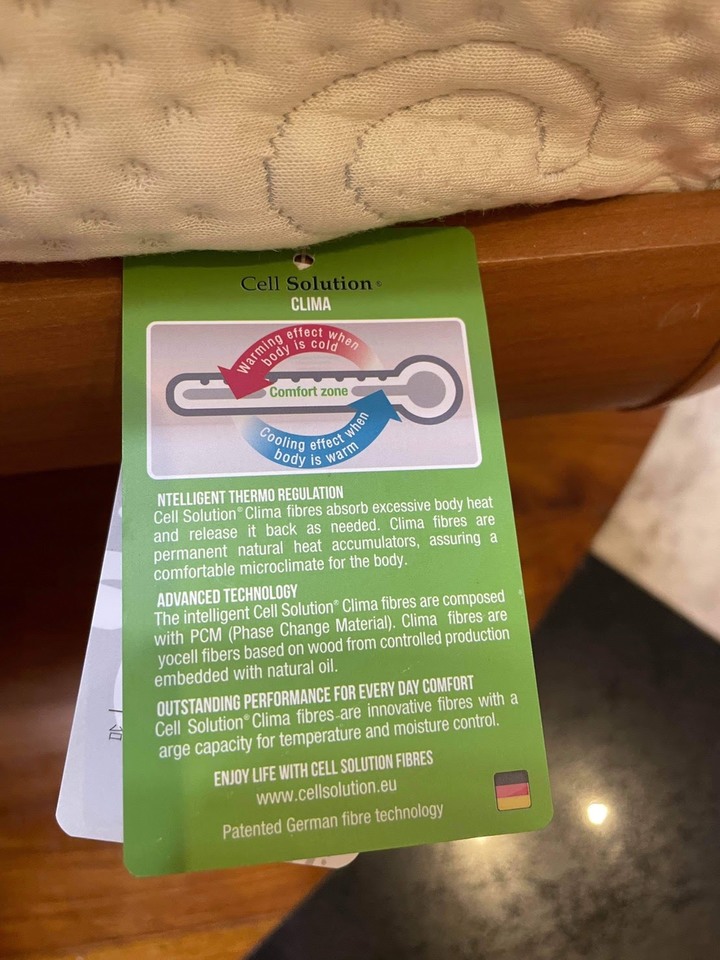 Cell Solution®
CLIMA
Warming effect when
body is cold
Comfort zone
Cooling effect when
body is warm
NTELLIGENT THERMO REGULATION
Cell Solution® Clima fibres absorb excessive body heat
and release it back as needed. Clima fibres are
permanent natural heat accumulators, assuring a
comfortable microclimate for the body.
ADVANCED TECHNOLOGY
The intelligent Cell Solution® Clima fibres are composed
with PCM (Phase Change Material). Clima fibres are
yocell fibers based on wood from controlled production
embedded with natural oil.
OUTSTANDING PERFORMANCE FOR EVERY DAY COMFORT
Cell Solution® Clima fibres are innovative fibres with a
arge capacity for temperature and moisture control.
ENJOY LIFE WITH CELL SOLUTION FIBRES
www.cellsolution.eu
Patented German fibre technology